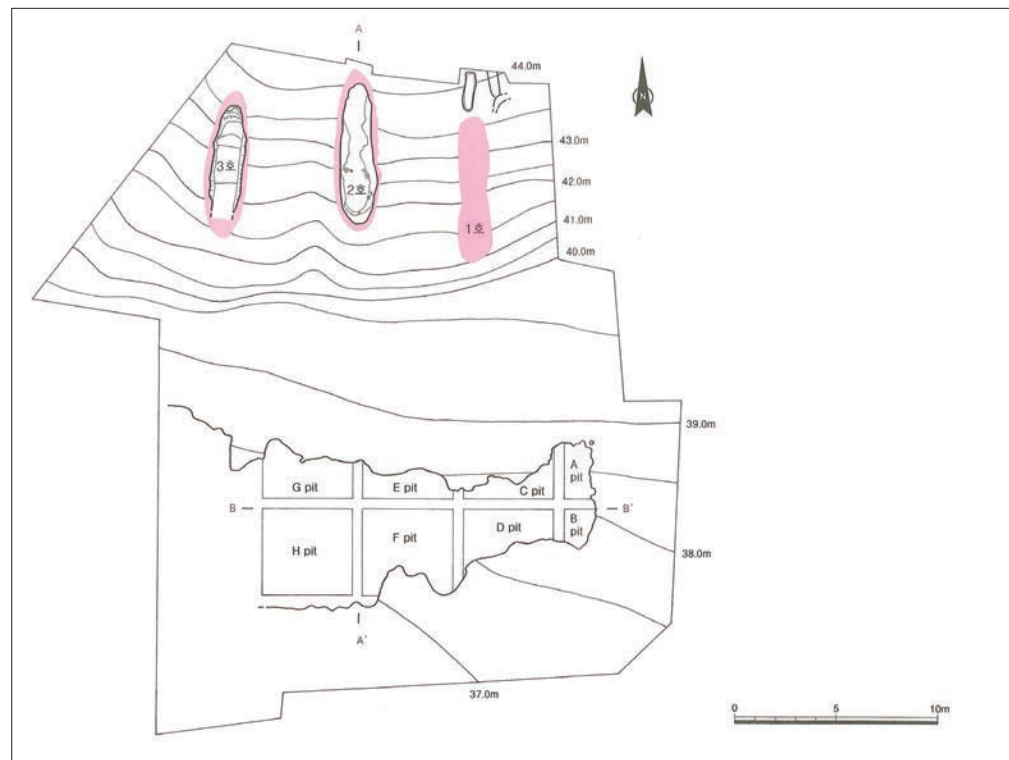 A
44.0m
N
43.0m
3호
2호
42.0m
1호
41.0m
40.0m
39.0m
A
pit
G pit
E pit
C pit
B
B'
B
pit
D pit
F pit
H pit
38.0m
A'
37.0m
0
5
10m